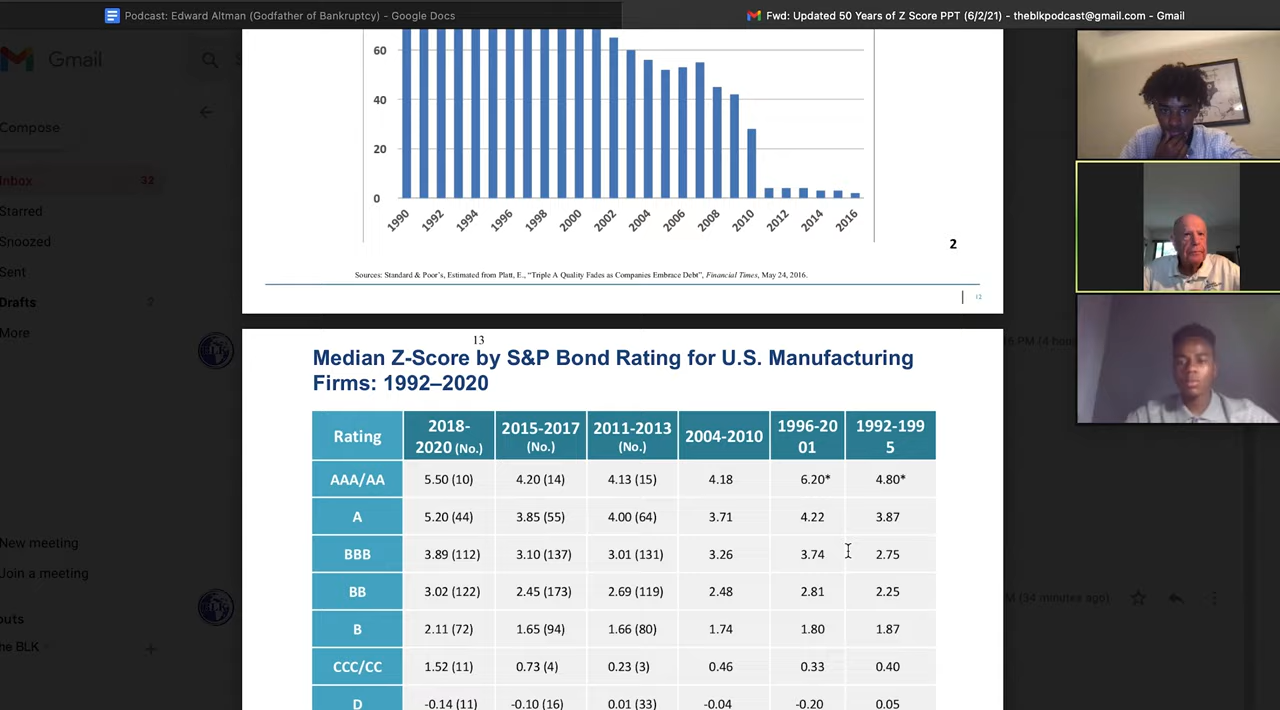 Podcast: Edward Altman (Godfather of Bankruptcy) - Google Docs
Fwd: Updated 50 Years of Z Score PPT (6/2/21) - theblkpodcast@gmail.com - Gmail
Gmail
Compose
Inbox 32
Starred
Snoozed
Sent
Drafts 2
More
New meeting
Join a meeting
60
40
20
0
1990 1992 1994 1996 1998 2000 2002 2004 2006 2008 2010 2012 2014 2016
2
Sources: Standard & Poor's, Estimated from Platt, E., "Triple A Quality Fades as Companies Embrace Debt", Financial Times, May 24, 2016.
12
13
Median Z-Score by S&P Bond Rating for U.S. Manufacturing
Firms: 1992–2020
Rating 2018-2020 (No.) 2015-2017 (No.) 2011-2013 (No.) 2004-2010 1996-2001 1992-1995
AAA/AA 5.50 (10) 4.20 (14) 4.13 (15) 4.18 6.20* 4.80*
A 5.20 (44) 3.85 (55) 4.00 (64) 3.71 4.22 3.87
BBB 3.89 (112) 3.10 (137) 3.01 (131) 3.26 3.74 2.75
BB 3.02 (122) 2.45 (173) 2.69 (119) 2.48 2.81 2.25
B 2.11 (72) 1.65 (94) 1.66 (80) 1.74 1.80 1.87
CCC/CC 1.52 (11) 0.73 (4) 0.23 (3) 0.46 0.33 0.40
D -0.14 (11) -0.10 (16) 0.01 (33) -0.04 -0.20 0.05
(34 minutes ago)
he BLK